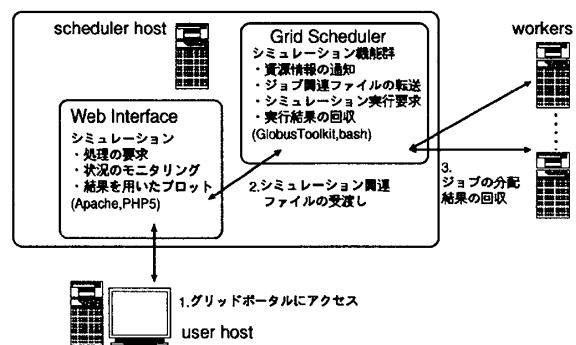 scheduler host
Grid Scheduler
シミュレーション機能群
・資源情報の通知
・ジョブ関連ファイルの転送
・シミュレーション実行要求
・実行結果の回収
(GlobusToolkit,bash)
workers
Web Interface
シミュレーション
・処理の要求
・状況のモニタリング
・結果を用いたプロット
(Apache,PHP5)
2.シミュレーション関連
ファイルの受渡し
3.
ジョブの分配
結果の回収
1.グリッドポータルにアクセス
user host